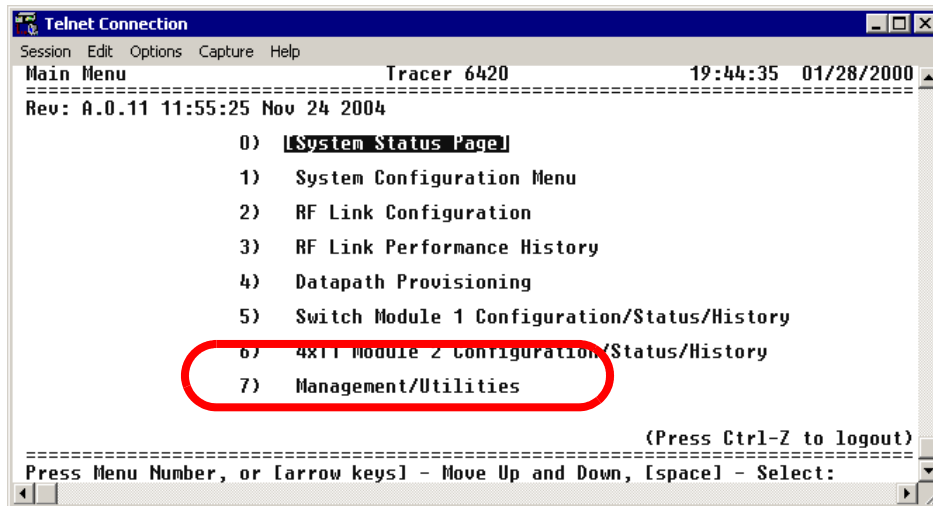 Telnet Connection
Session Edit Options Capture Help
Main Menu Tracer 6420 19:44:35 01/28/2000
Rev: A.0.11 11:55:25 Nov 24 2004
0) [System Status Page]
1) System Configuration Menu
2) RF Link Configuration
3) RF Link Performance History
4) Datapath Provisioning
5) Switch Module 1 Configuration/Status/History
6) 4xT1 Module 2 Configuration/Status/History
7) Management/Utilities
(Press Ctrl-Z to logout)
Press Menu Number, or [arrow keys] - Move Up and Down, [space] - Select: